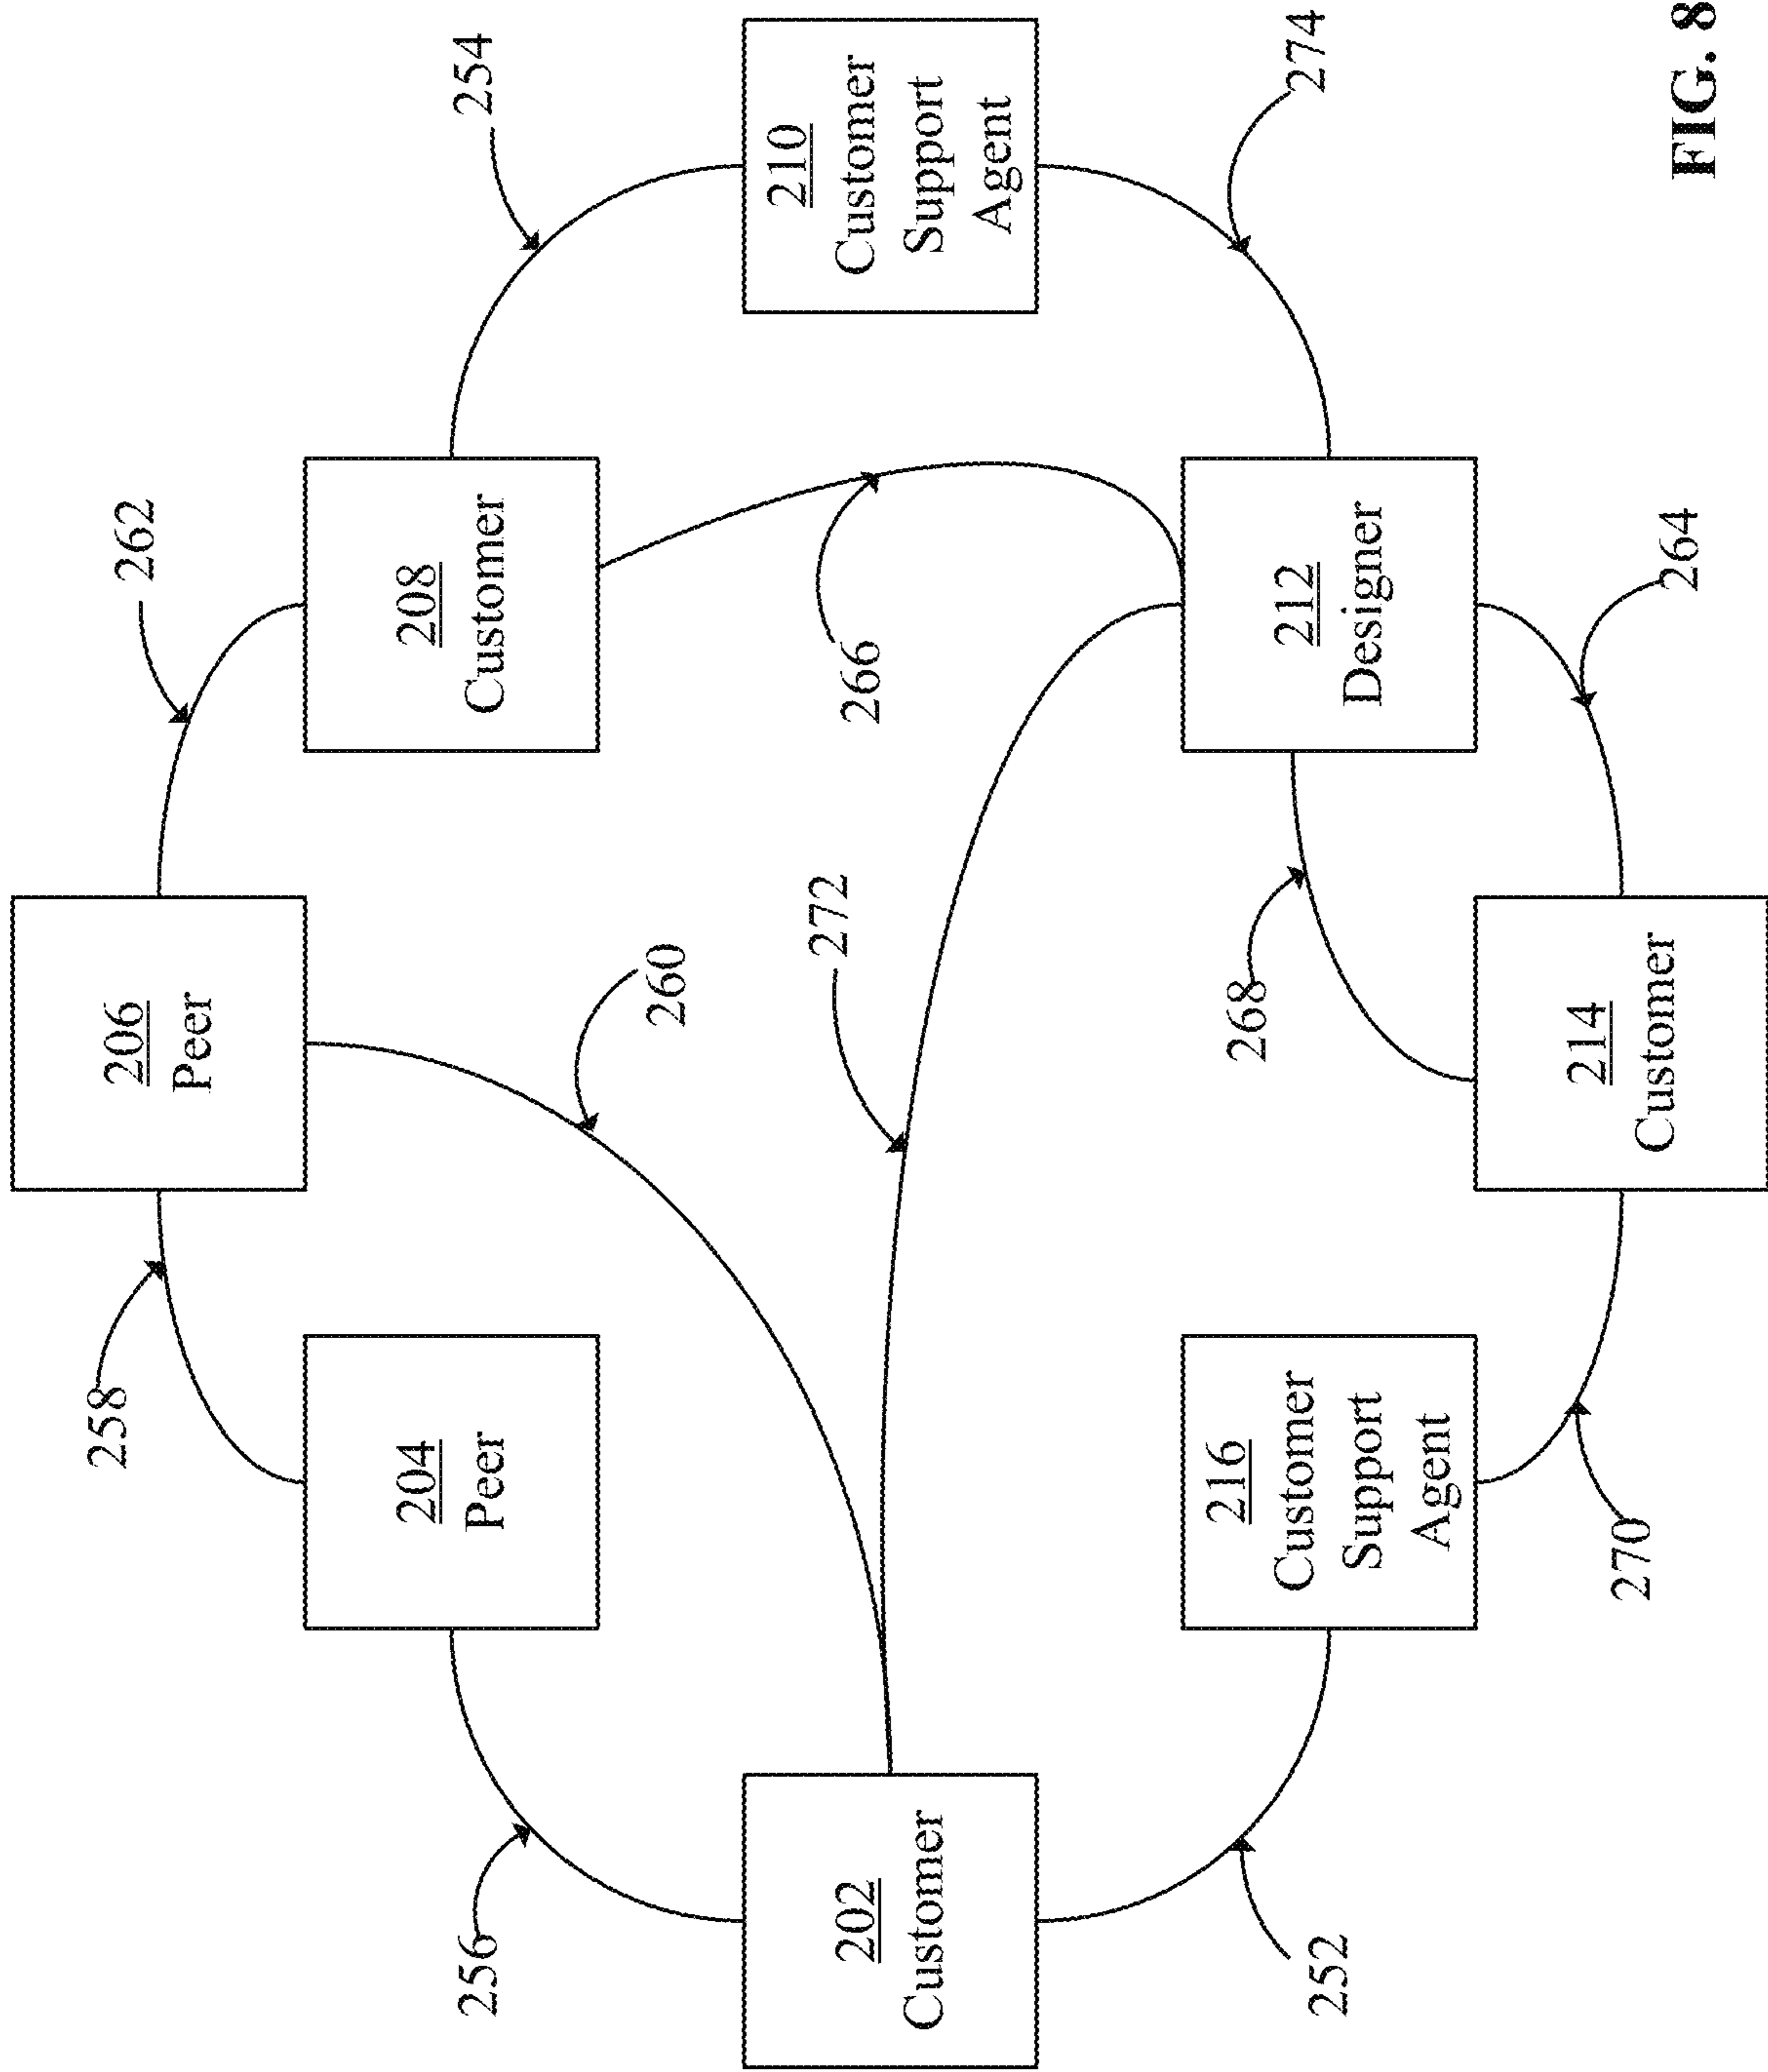 258
206
Peer
262
256
204
Peer
208
Customer
254
260
272
266
202
Customer
210
Customer
Support
Agent
252
216
Customer
Support
Agent
268
212
Designer
274
270
214
Customer
264
FIG. 8